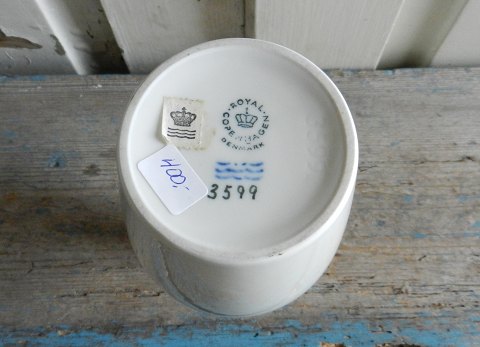 ROYAL
COPENHAGEN
DENMARK
400,-
3599